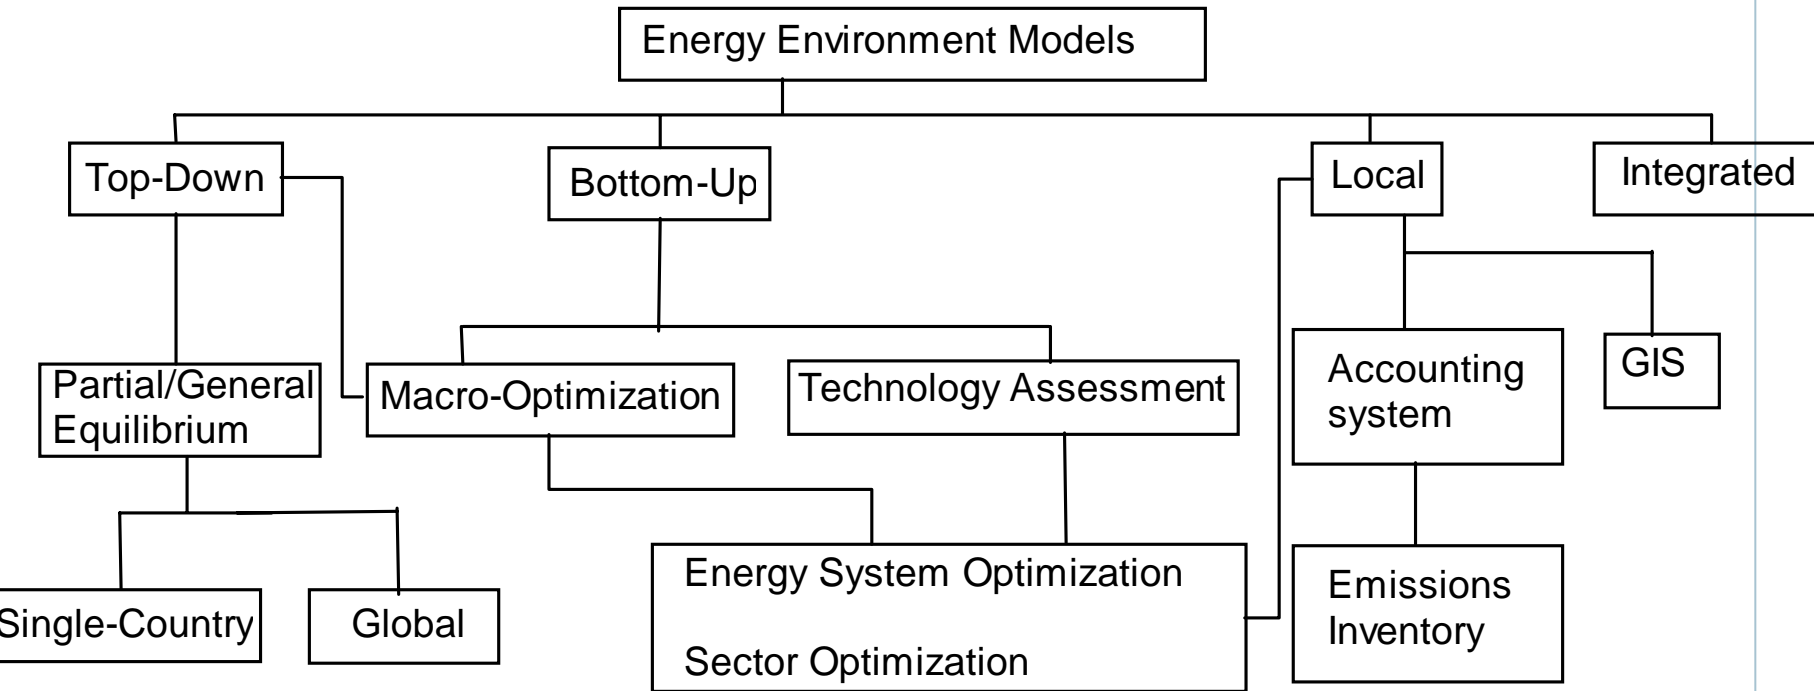 Energy Environment Models
Top-Down
Bottom-Up
Local
Integrated
Partial/General
Equilibrium
Macro-Optimization
Technology Assessment
Accounting
system
GIS
Single-Country
Global
Energy System Optimization
Sector Optimization
Emissions
Inventory